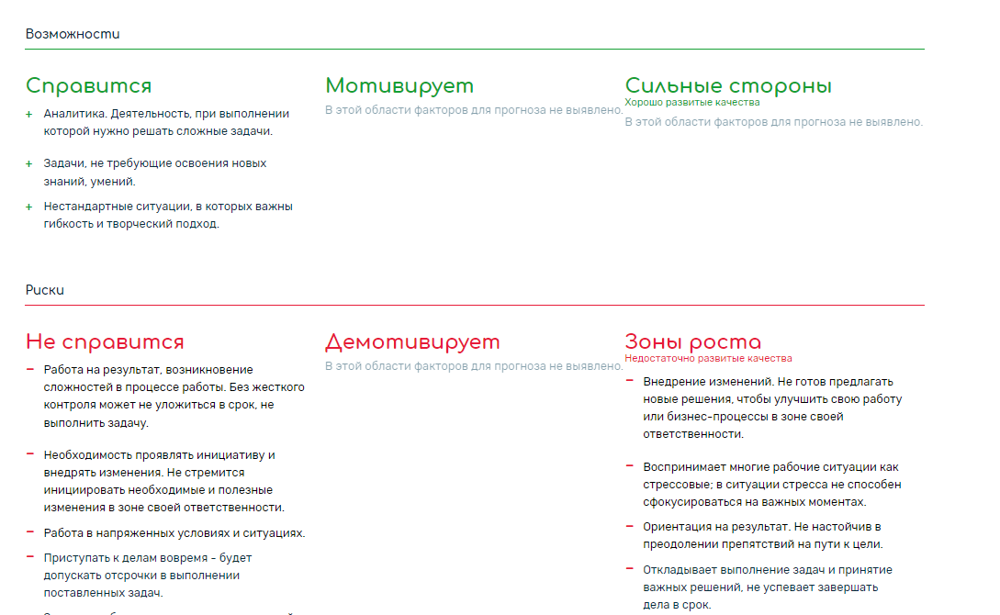 Возможности
Справится
+ Аналитика. Деятельность, при выполнении
которой нужно решать сложные задачи.
+ Задачи, не требующие освоения новых
знаний, умений.
+ Нестандартные ситуации, в которых важны
гибкость и творческий подход.
Мотивирует
В этой области факторов для прогноза не выявлено.
Сильные стороны
Хорошо развитые качества
В этой области факторов для прогноза не выявлено.
Риски
Не справится
− Работа на результат, возникновение
сложностей в процессе работы. Без жесткого
контроля может не уложиться в срок, не
выполнить задачу.
− Необходимость проявлять инициативу и
внедрять изменения. Не стремится
инициировать необходимые и полезные
изменения в зоне своей ответственности.
− Работа в напряженных условиях и ситуациях.
− Приступать к делам вовремя - будет
допускать отсрочки в выполнении
поставленных задач.
Демотивирует
В этой области факторов для прогноза не выявлено.
Зоны роста
Недостаточно развитые качества
− Внедрение изменений. Не готов предлагать
новые решения, чтобы улучшить свою работу
или бизнес-процессы в зоне своей
ответственности.
− Воспринимает многие рабочие ситуации как
стрессовые; в ситуации стресса не способен
сфокусироваться на важных моментах.
− Ориентация на результат. Не настойчив в
преодолении препятствий на пути к цели.
− Откладывает выполнение задач и принятие
важных решений, не успевает завершать
дела в срок.